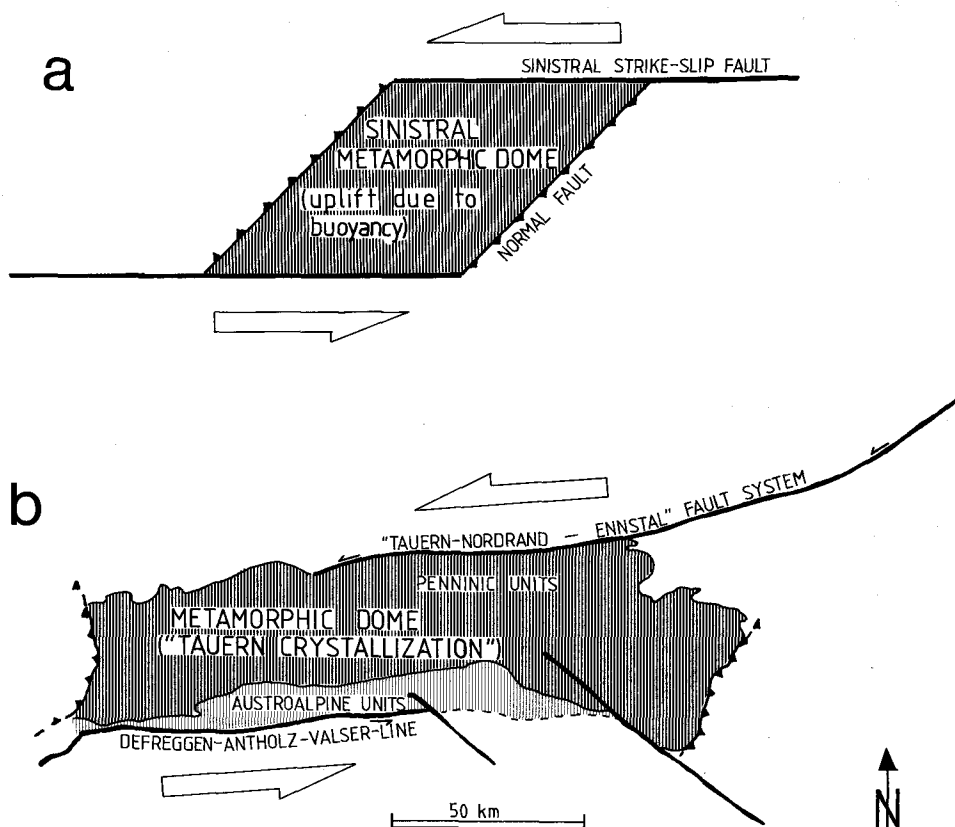 a
SINISTRAL STRIKE-SLIP FAULT
SINISTRAL
METAMORPHIC DOME
(uplift due to
buoyancy)
NORMAL FAULT
b
"TAUERN-NORDRAND — ENNSTAL" FAULT SYSTEM
PENNINIC UNITS
METAMORPHIC DOME
("TAUERN CRYSTALLIZATION")
AUSTROALPINE UNITS
DEFREGGEN-ANTHOLZ-VALSER-LINE
50 km
N